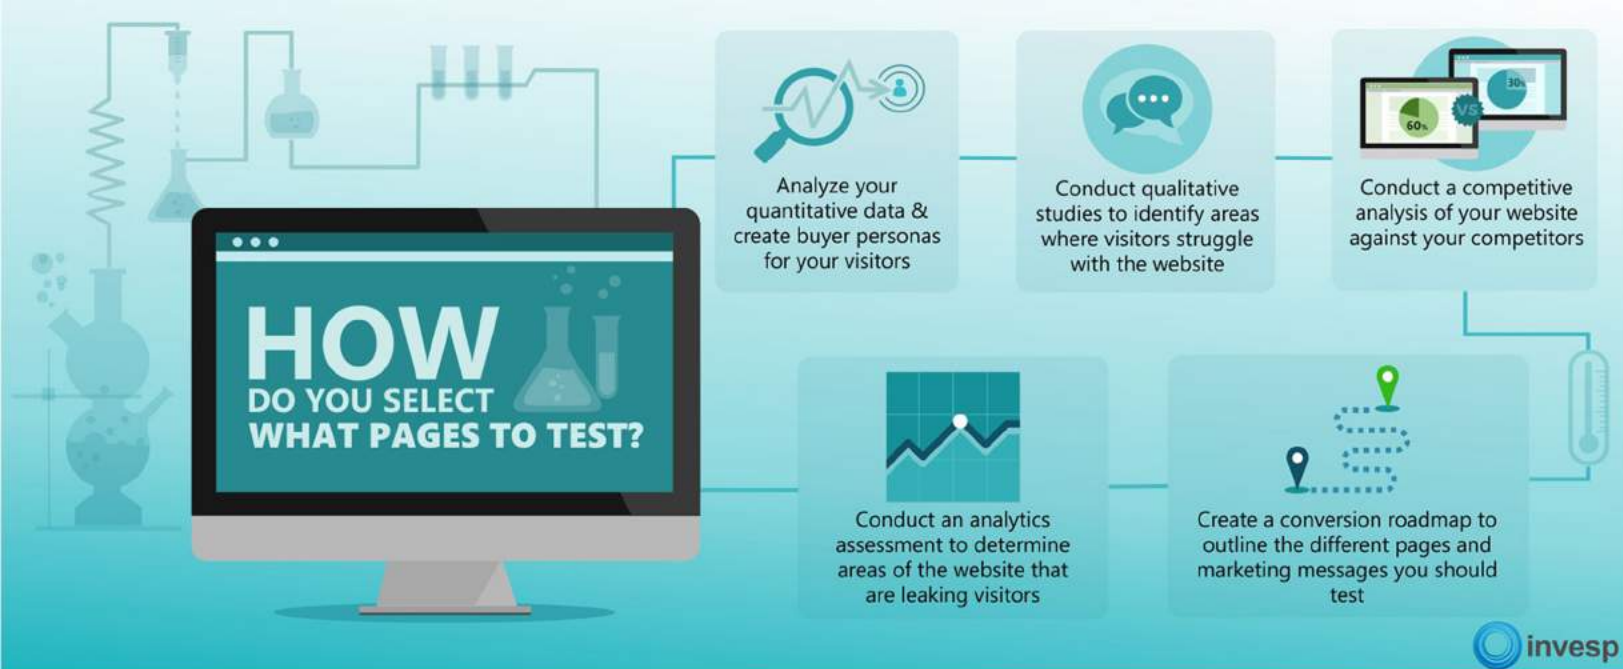 HOW
DO YOU SELECT
WHAT PAGES TO TEST?
Analyze your
quantitative data &
create buyer personas
for your visitors
Conduct qualitative
studies to identify areas
where visitors struggle
with the website
60%
VS
30%
Conduct a competitive
analysis of your website
against your competitors
Conduct an analytics
assessment to determine
areas of the website that
are leaking visitors
Create a conversion roadmap to
outline the different pages and
marketing messages you should
test
invesp